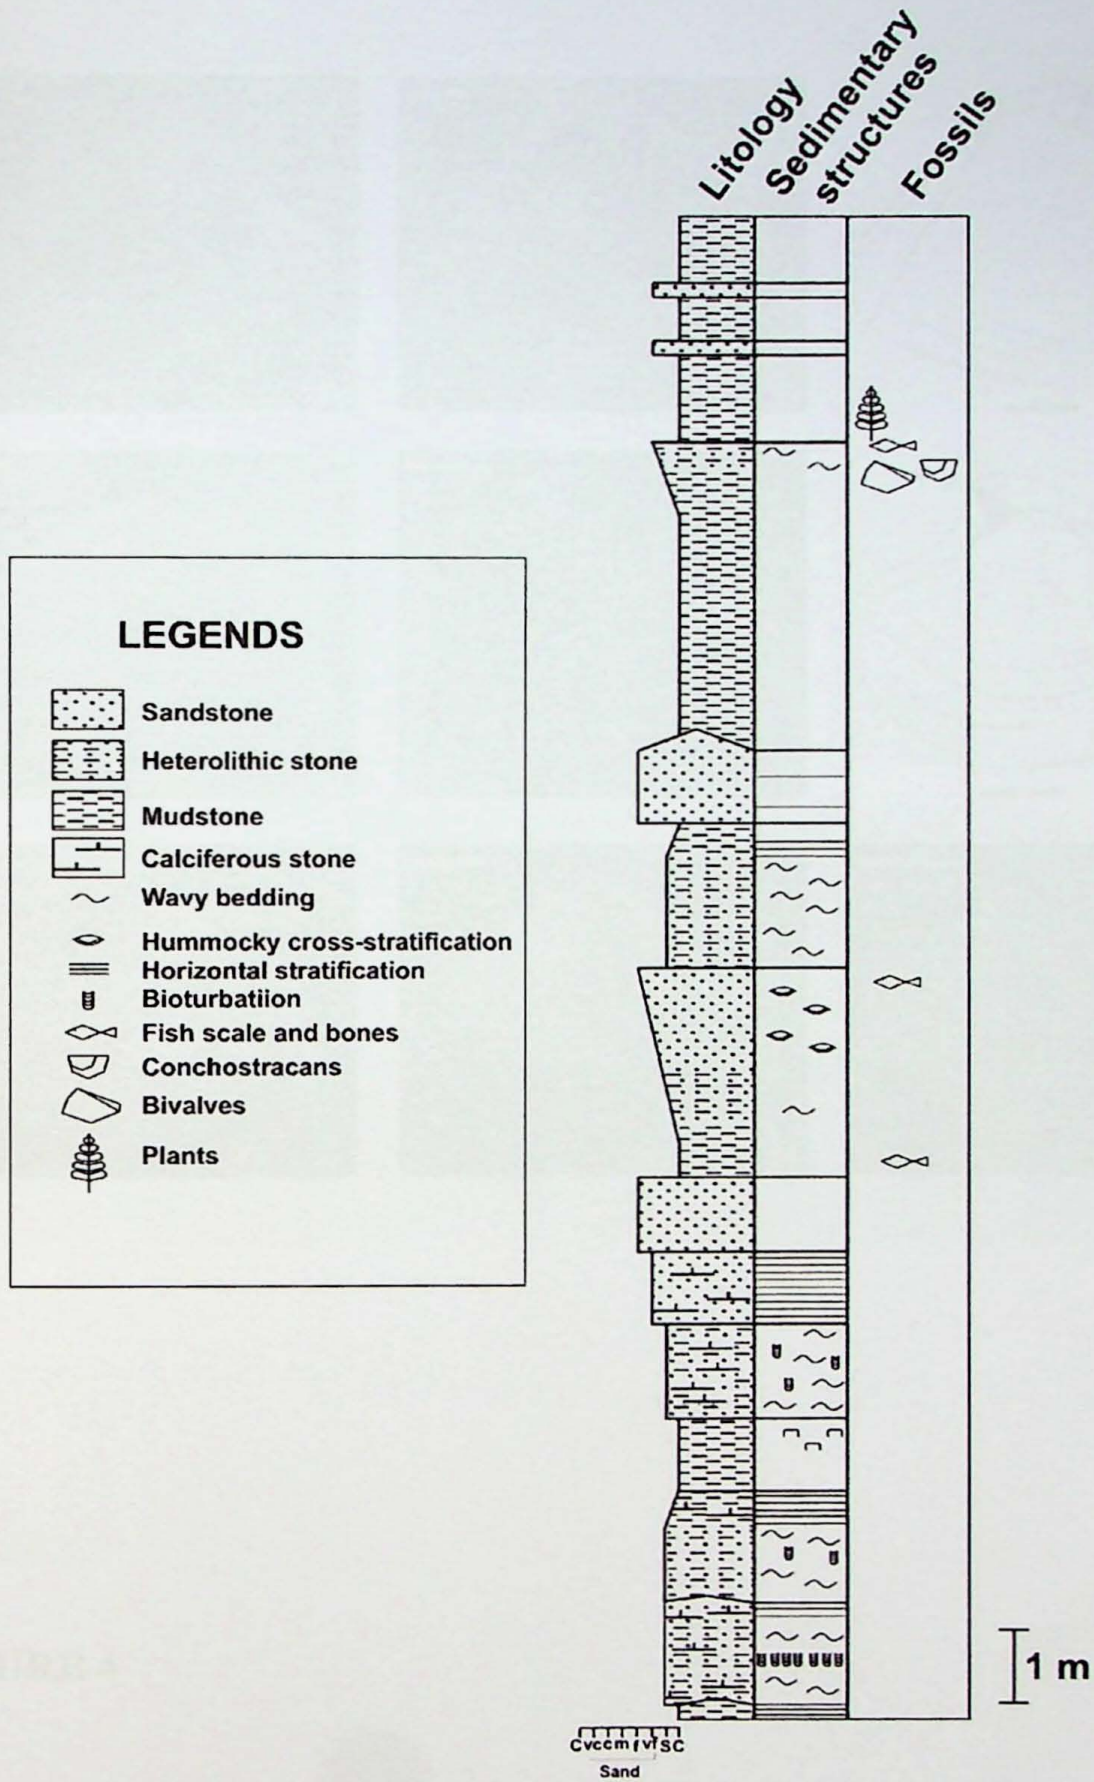 Litology
Sedimentary
structures
Fossils
LEGENDS
Sandstone
Heterolithic stone
Mudstone
Calciferous stone
Wavy bedding
Hummocky cross-stratification
Horizontal stratification
Bioturbatiion
Fish scale and bones
Conchostracans
Bivalves
Plants
1 m
Cvccmfvfsc
Sand